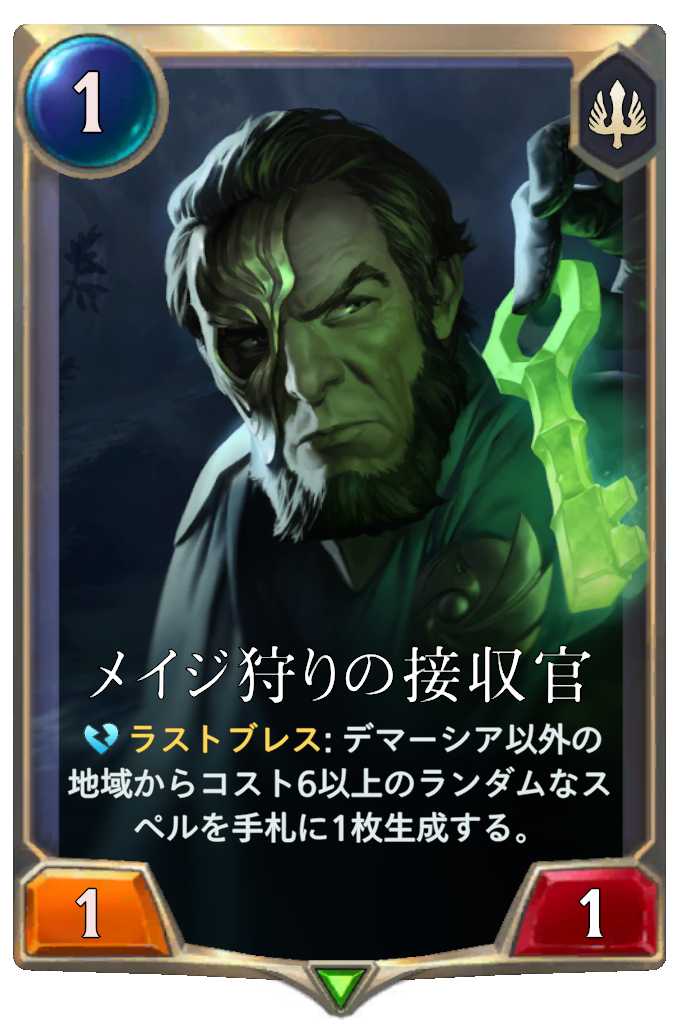 1
メイジ狩りの接収官
ラストブレス: デマーシア以外の
地域からコスト6以上のランダムなス
ペルを手札に1枚生成する。
1
1